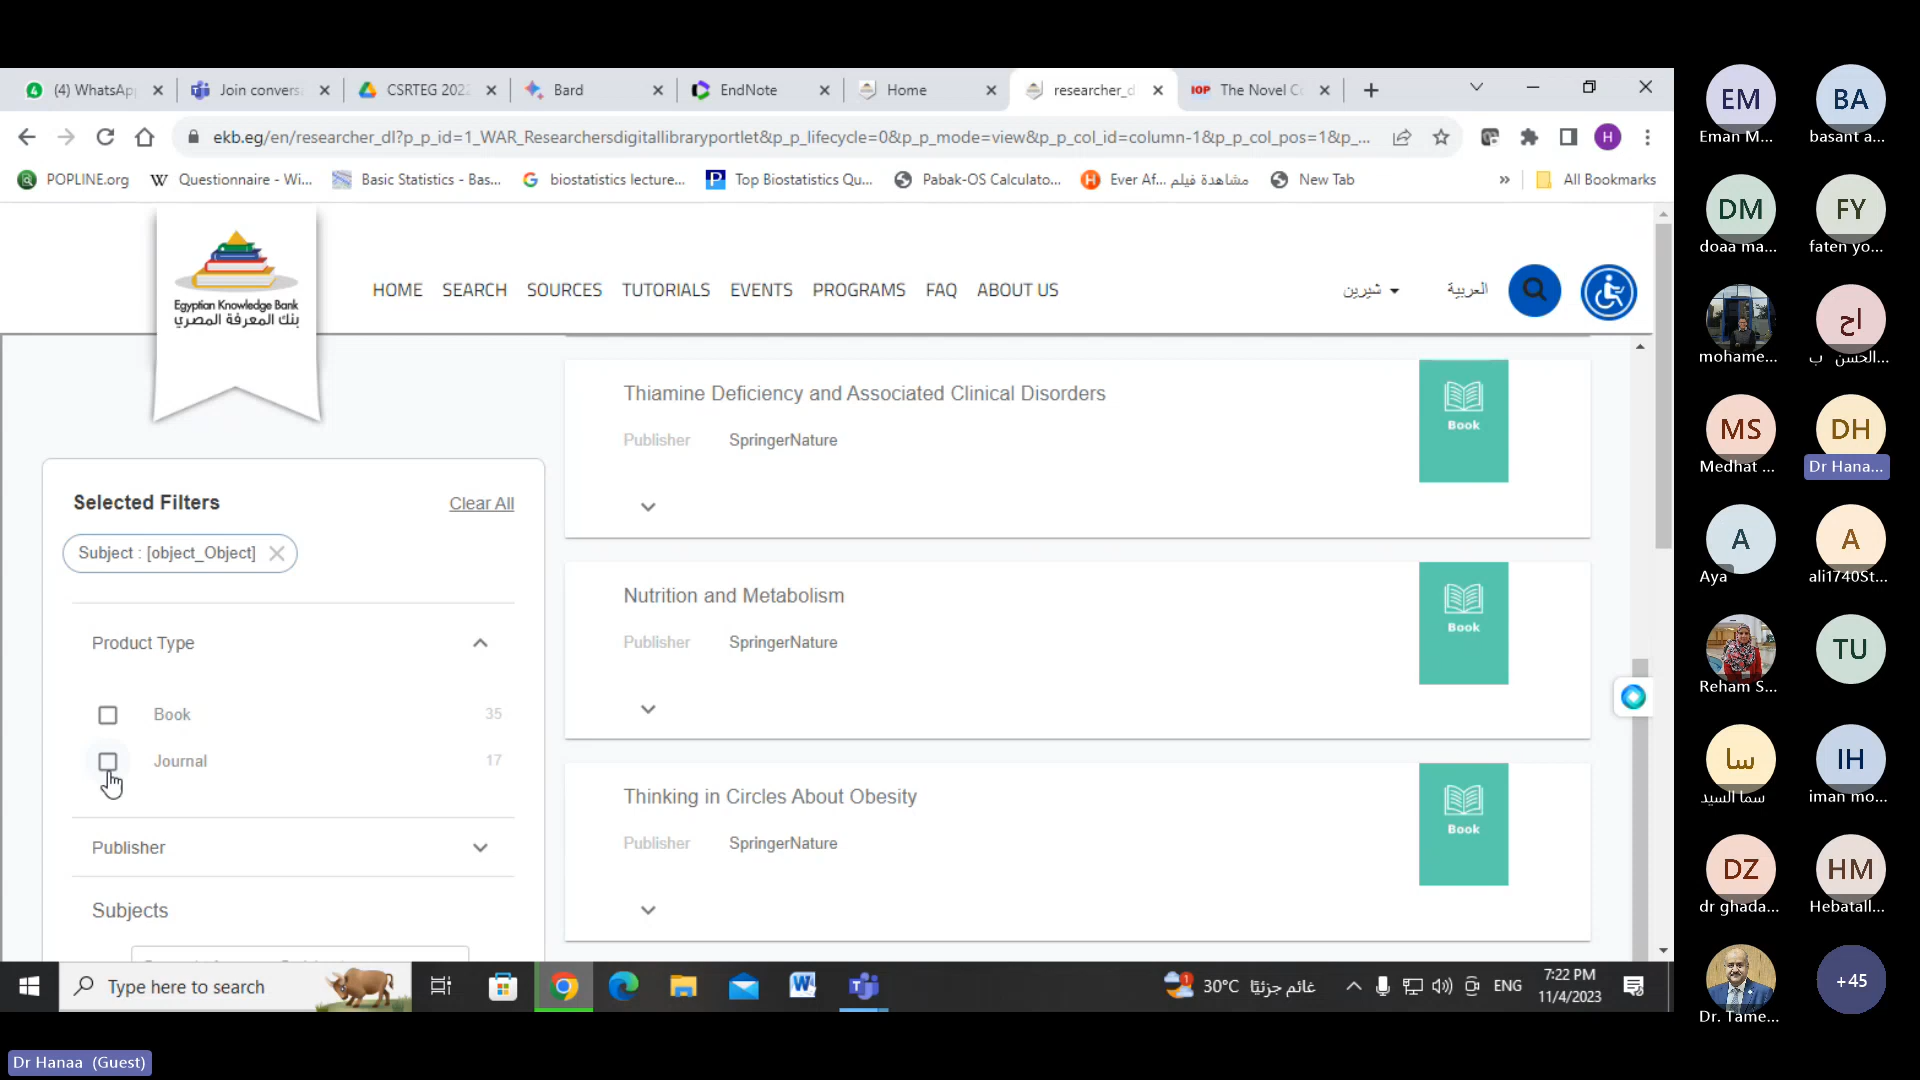 (4) WhatsAp
Join convers
CSRTEG 202
Bard
EndNote
Home
researcher_d
IOP The Novel C
ekb.eg/en/researcher_dl?p_p_id=1_WAR_Researchersdigitallibraryportlet&p_p_lifecycle=0&p_p_mode=view&p_p_col_id=column-1&p_p_col_pos=1&p_...
H
POPLINE.org
W Questionnaire - Wi...
Basic Statistics - Bas...
G biostatistics lecture...
P Top Biostatistics Qu...
Pabak-OS Calculato...
H Ever Af... مشاهدة فيلم
New Tab
» All Bookmarks
Egyptian Knowledge Bank
بنك المعرفة المصري
HOME SEARCH SOURCES TUTORIALS EVENTS PROGRAMS FAQ ABOUT US
شيرين
العربية
Selected Filters Clear All
Subject : [object_Object]
Product Type
Book 35
Journal 17
Publisher
Subjects
Thiamine Deficiency and Associated Clinical Disorders
Publisher SpringerNature
Book
Nutrition and Metabolism
Publisher SpringerNature
Book
Thinking in Circles About Obesity
Publisher SpringerNature
Book
Type here to search
1 30°C غائم جزئيًا
ENG
7:22 PM
11/4/2023
EM
Eman M...
BA
basant a...
DM
doaa ma...
FY
faten yo...
mohame...
اح
الحسن ب...
MS
Medhat ...
DH
Dr Hana...
A
Aya
A
ali1740St...
Reham S...
TU
سا
سما السيد
IH
iman mo...
DZ
dr ghada...
HM
Hebatall...
Dr. Tame...
+45
Dr Hanaa (Guest)